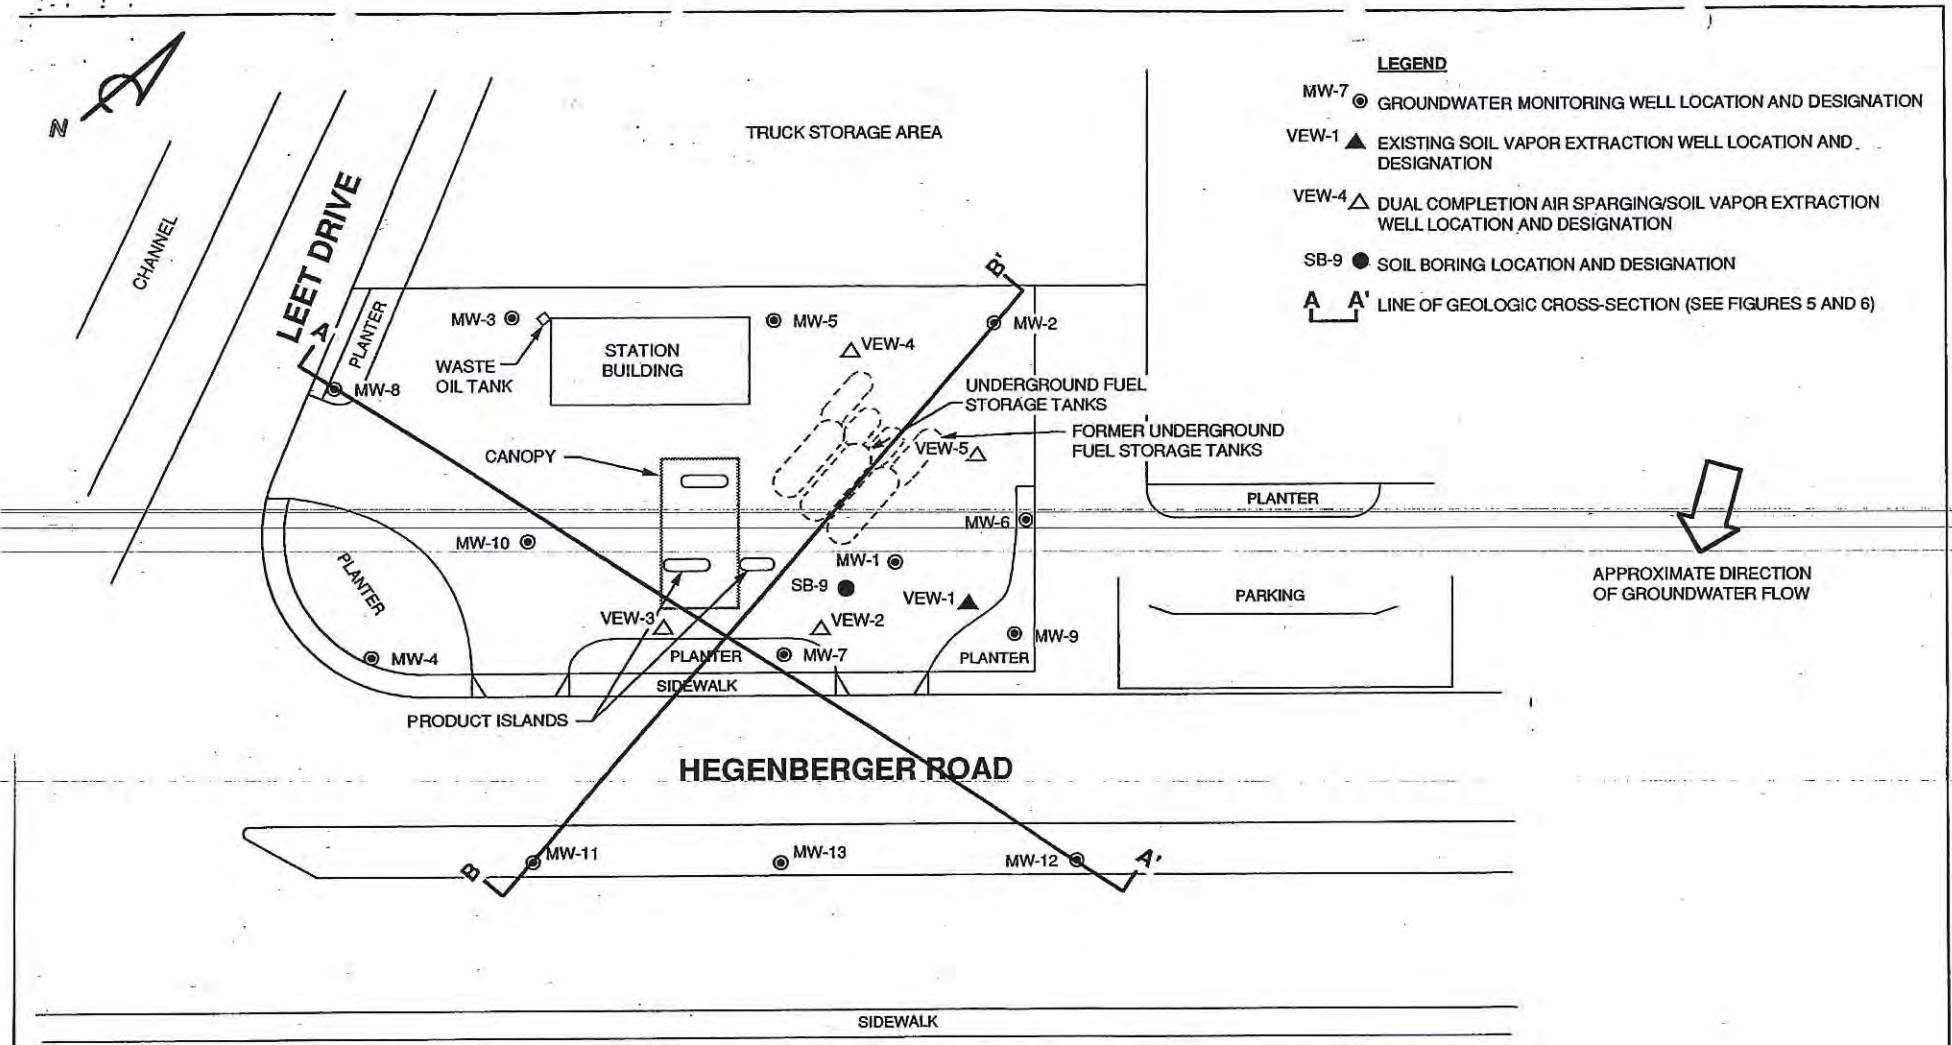 N
LEGEND
MW-7 GROUNDWATER MONITORING WELL LOCATION AND DESIGNATION
VEW-1 EXISTING SOIL VAPOR EXTRACTION WELL LOCATION AND
DESIGNATION
VEW-4 DUAL COMPLETION AIR SPARGING/SOIL VAPOR EXTRACTION
WELL LOCATION AND DESIGNATION
SB-9 SOIL BORING LOCATION AND DESIGNATION
A A' LINE OF GEOLOGIC CROSS-SECTION (SEE FIGURES 5 AND 6)
TRUCK STORAGE AREA
CHANNEL
LEET DRIVE
A
PLANTER
B'
MW-3
MW-5
MW-2
STATION
BUILDING
VEW-4
WASTE
OIL TANK
MW-8
UNDERGROUND FUEL
STORAGE TANKS
FORMER UNDERGROUND
FUEL STORAGE TANKS
VEW-5
CANOPY
PLANTER
MW-6
MW-10
MW-1
PLANTER
SB-9
VEW-1
PARKING
APPROXIMATE DIRECTION
OF GROUNDWATER FLOW
VEW-3
VEW-2
MW-9
MW-4
PLANTER
MW-7
PLANTER
SIDEWALK
PRODUCT ISLANDS
HEGENBERGER ROAD
B
MW-11
MW-13
MW-12
A'
SIDEWALK